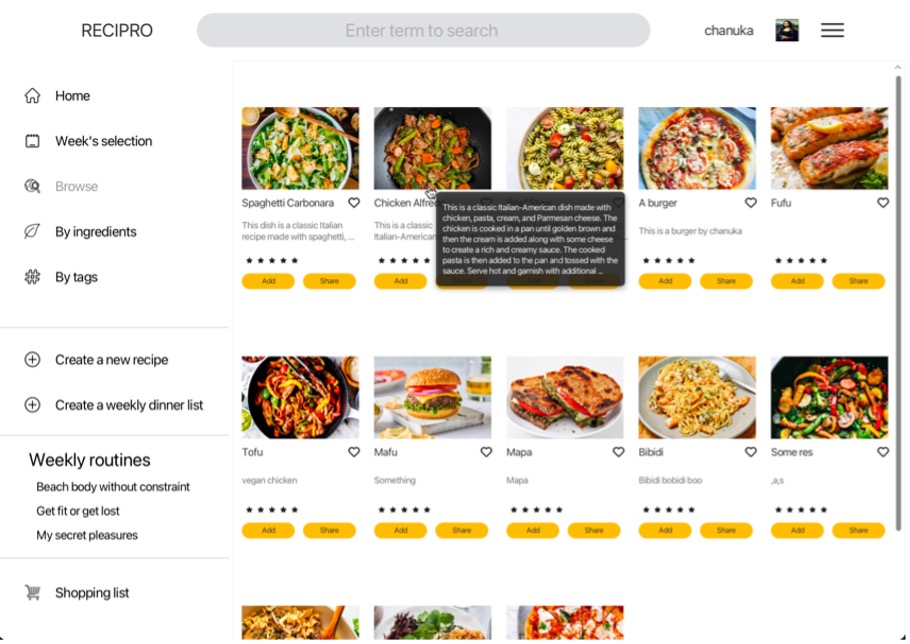 RECIPRO
Enter term to search
chanuka
Home
Week's selection
Browse
By ingredients
By tags
Create a new recipe
Create a weekly dinner list
Weekly routines
Beach body without constraint
Get fit or get lost
My secret pleasures
Shopping list
Spaghetti Carbonara
This dish is a classic Italian
recipe made with spaghetti, ...
Add
Share
Chicken Alfre
This is a classic
Italian-American
Add
This is a classic Italian-American dish made with
chicken, pasta, cream, and Parmesan cheese. The
chicken is cooked in a pan until golden brown and
then the cream is added along with some cheese
to create a rich and creamy sauce. The cooked
pasta is then added to the pan and tossed with the
sauce. Serve hot and garnish with additional ...
A burger
This is a burger by chanuka
Add
Share
Fufu
Add
Share
Tofu
vegan chicken
Add
Share
Mafu
Something
Add
Share
Mapa
Mapa
Add
Share
Bibidi
Bibidi bobidi boo
Add
Share
Some res
,a,s
Add
Share